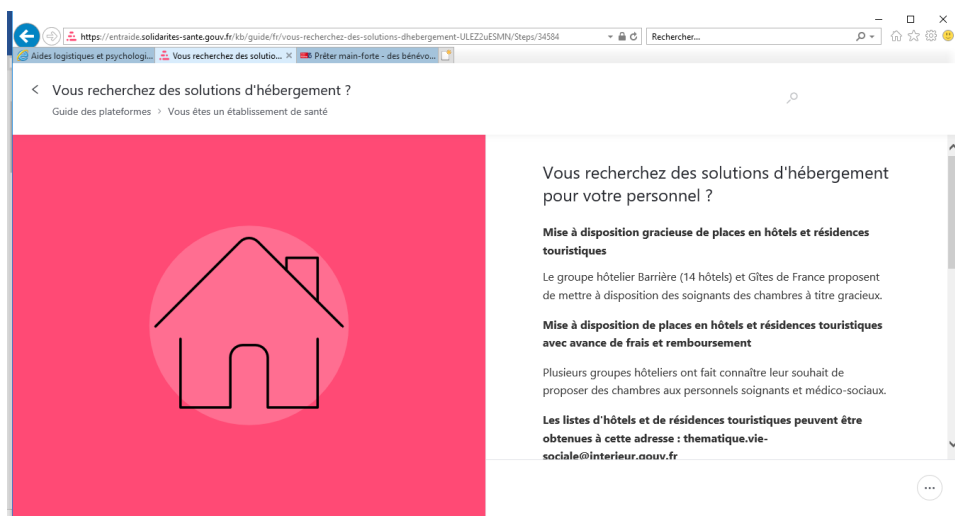 https://entraide.solidarites-sante.gouv.fr/kb/guide/fr/vous-recherchez-des-solutions-dhebergement-ULEZ2uESMN/Steps/34584
Rechercher...
Aides logistiques et psychologi...
Vous recherchez des solutio...
Prêter main-forte - des bénévo...
Vous recherchez des solutions d'hébergement ?
Guide des plateformes > Vous êtes un établissement de santé
Vous recherchez des solutions d'hébergement
pour votre personnel ?
Mise à disposition gracieuse de places en hôtels et résidences
touristiques
Le groupe hôtelier Barrière (14 hôtels) et Gîtes de France proposent
de mettre à disposition des soignants des chambres à titre gracieux.
Mise à disposition de places en hôtels et résidences touristiques
avec avance de frais et remboursement
Plusieurs groupes hôteliers ont fait connaître leur souhait de
proposer des chambres aux personnels soignants et médico-sociaux.
Les listes d'hôtels et de résidences touristiques peuvent être
obtenues à cette adresse : thematique.vie-
sociale@interieur.gouv.fr